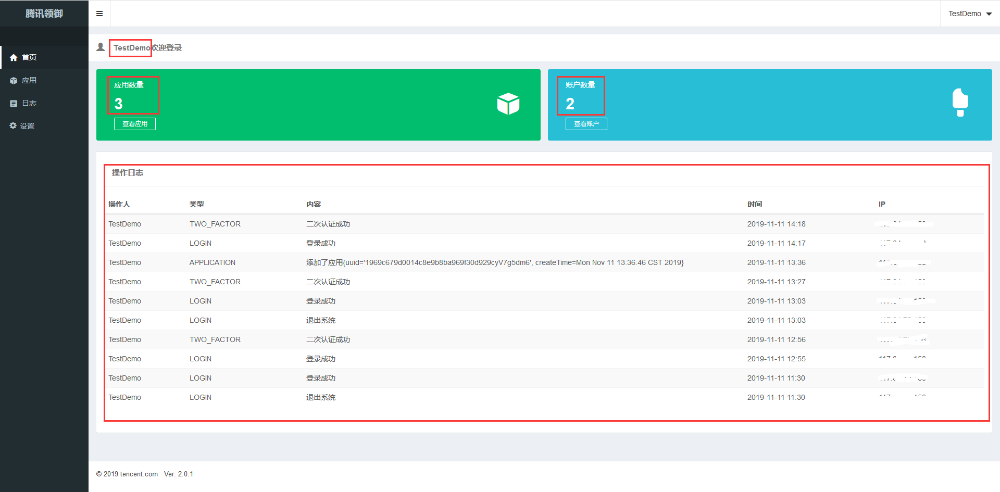 腾讯领御
TestDemo
首页
应用
日志
设置
TestDemo欢迎登录
应用数量
3
查看应用
账户数量
2
查看账户
操作日志
操作人 类型 内容 时间 IP
TestDemo TWO_FACTOR 二次认证成功 2019-11-11 14:18
TestDemo LOGIN 登录成功 2019-11-11 14:17
TestDemo APPLICATION 添加了应用{uuid='1969c679d0014c8e9b8ba969f30d929cyV7g5dm6', createTime=Mon Nov 11 13:36:46 CST 2019} 2019-11-11 13:36
TestDemo TWO_FACTOR 二次认证成功 2019-11-11 13:27
TestDemo LOGIN 登录成功 2019-11-11 13:03
TestDemo LOGIN 退出系统 2019-11-11 13:03
TestDemo TWO_FACTOR 二次认证成功 2019-11-11 12:56
TestDemo LOGIN 登录成功 2019-11-11 12:55
TestDemo LOGIN 登录成功 2019-11-11 11:30
TestDemo LOGIN 退出系统 2019-11-11 11:30
© 2019 tencent.com Ver: 2.0.1